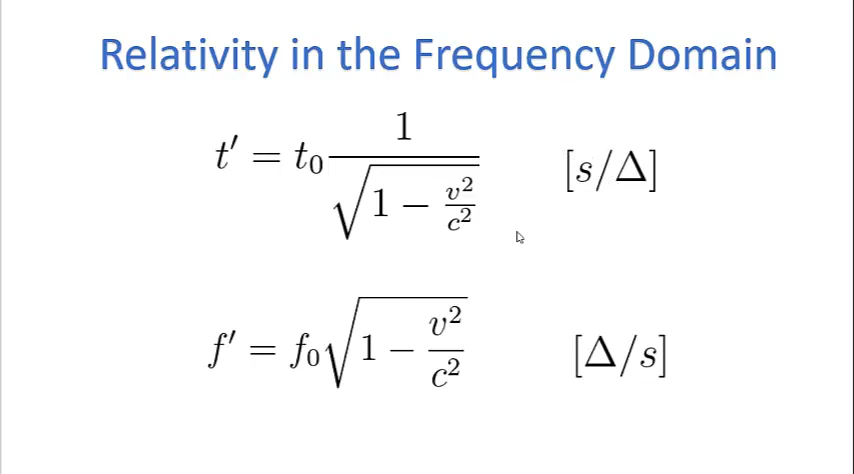 Relativity in the Frequency Domain
t′ = t₀ 1/√(1 − v²/c²) [s/Δ]
f′ = f₀ √(1 − v²/c²) [Δ/s]